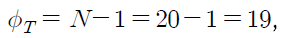 ϕ_T = N−1 = 20−1 = 19,